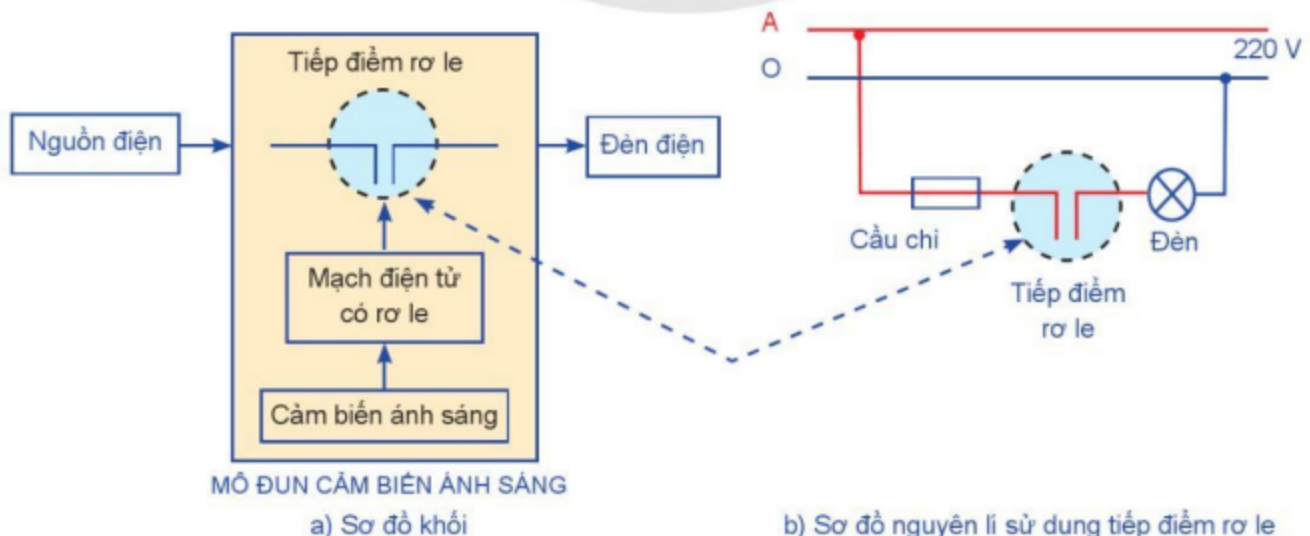 Tiếp điểm rơ le
Nguồn điện
Đèn điện
Mạch điện tử
có rơ le
Cảm biến ánh sáng
MÔ ĐUN CẢM BIẾN ÁNH SÁNG
a) Sơ đồ khối
A
O
220 V
Cầu chì
Đèn
Tiếp điểm
rơ le
b) Sơ đồ nguyên lí sử dụng tiếp điểm rơ le